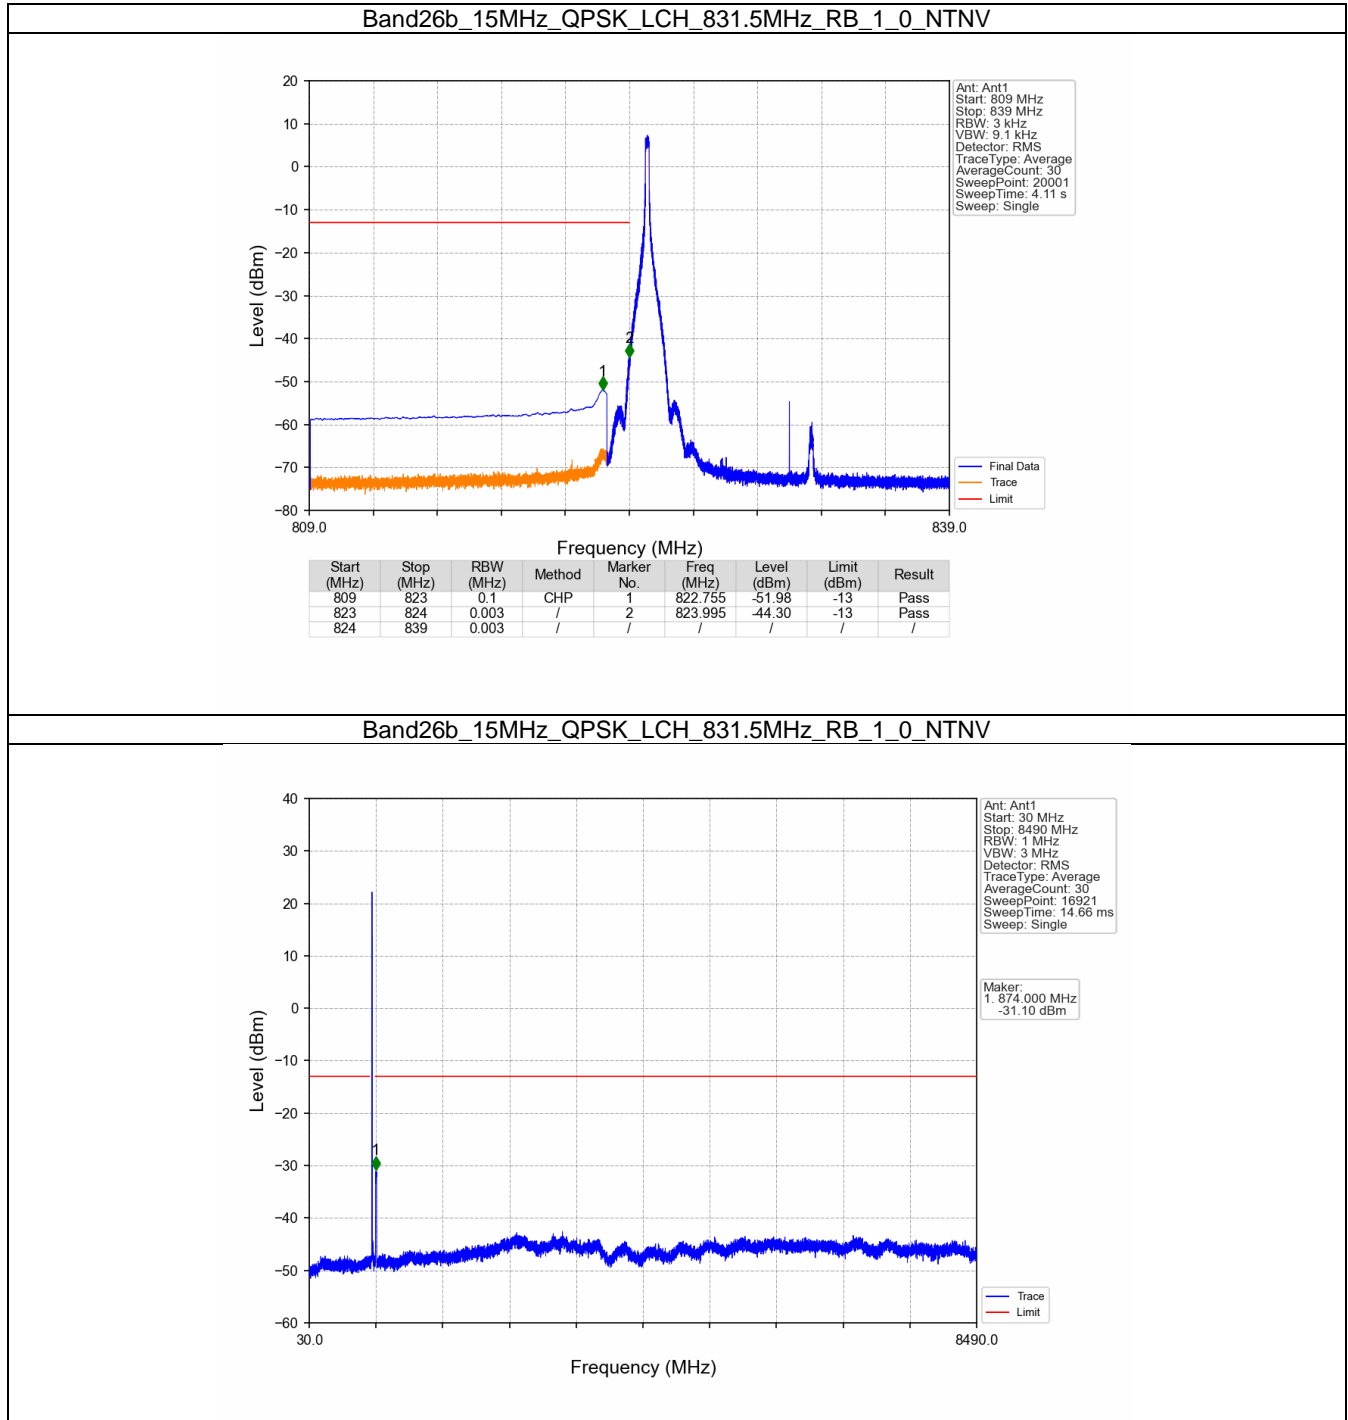 Band26b_15MHz_QPSK_LCH_831.5MHz_RB_1_0_NTNV
20
10
0
−10
−20
−30
−40
−50
−60
−70
−80
Level (dBm)
1
2
809.0
839.0
Frequency (MHz)
Ant: Ant1
Start: 809 MHz
Stop: 839 MHz
RBW: 3 kHz
VBW: 9.1 kHz
Detector: RMS
TraceType: Average
AverageCount: 30
SweepPoint: 20001
SweepTime: 4.11 s
Sweep: Single
Final Data
Trace
Limit
Start (MHz) Stop (MHz) RBW (MHz) Method Marker No. Freq (MHz) Level (dBm) Limit (dBm) Result
809 823 0.1 CHP 1 822.755 -51.98 -13 Pass
823 824 0.003 / 2 823.995 -44.30 -13 Pass
824 839 0.003 / / / / / /
Band26b_15MHz_QPSK_LCH_831.5MHz_RB_1_0_NTNV
40
30
20
10
0
−10
−20
−30
−40
−50
−60
Level (dBm)
1
30.0
8490.0
Frequency (MHz)
Ant: Ant1
Start: 30 MHz
Stop: 8490 MHz
RBW: 1 MHz
VBW: 3 MHz
Detector: RMS
TraceType: Average
AverageCount: 30
SweepPoint: 16921
SweepTime: 14.66 ms
Sweep: Single
Maker:
1. 874.000 MHz
-31.10 dBm
Trace
Limit